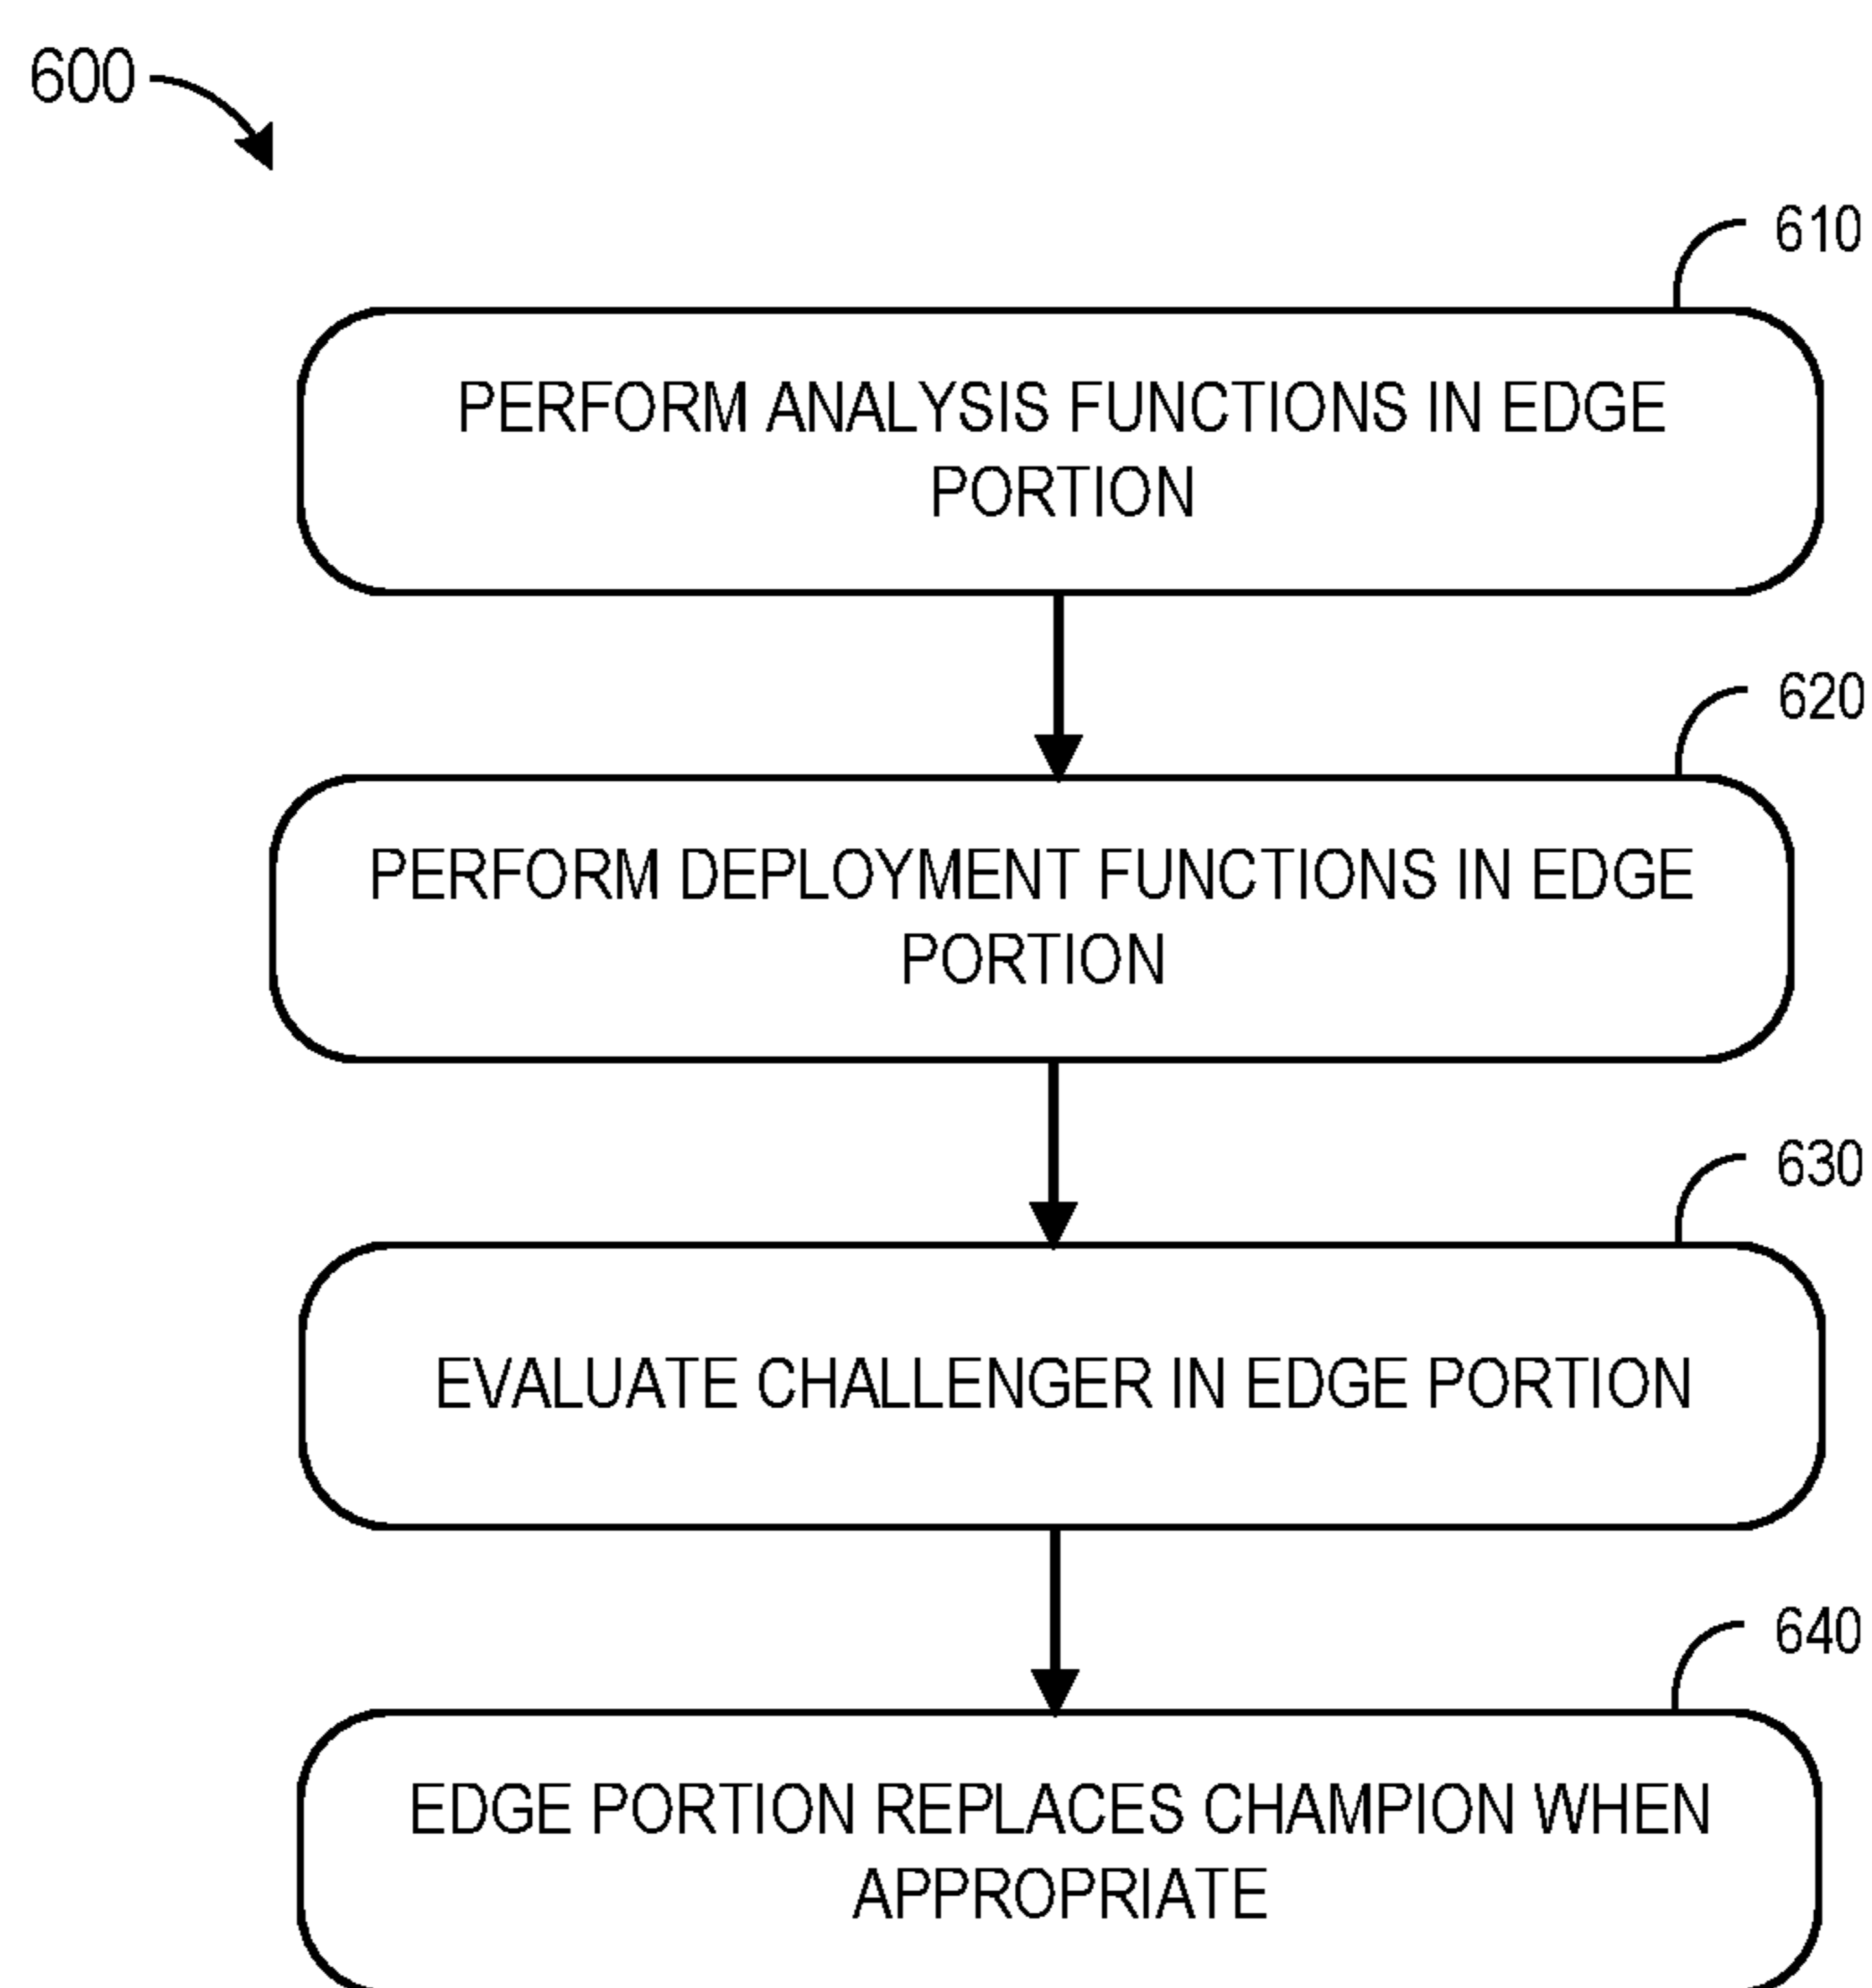 600
610
PERFORM ANALYSIS FUNCTIONS IN EDGE
PORTION
620
PERFORM DEPLOYMENT FUNCTIONS IN EDGE
PORTION
630
EVALUATE CHALLENGER IN EDGE PORTION
640
EDGE PORTION REPLACES CHAMPION WHEN
APPROPRIATE